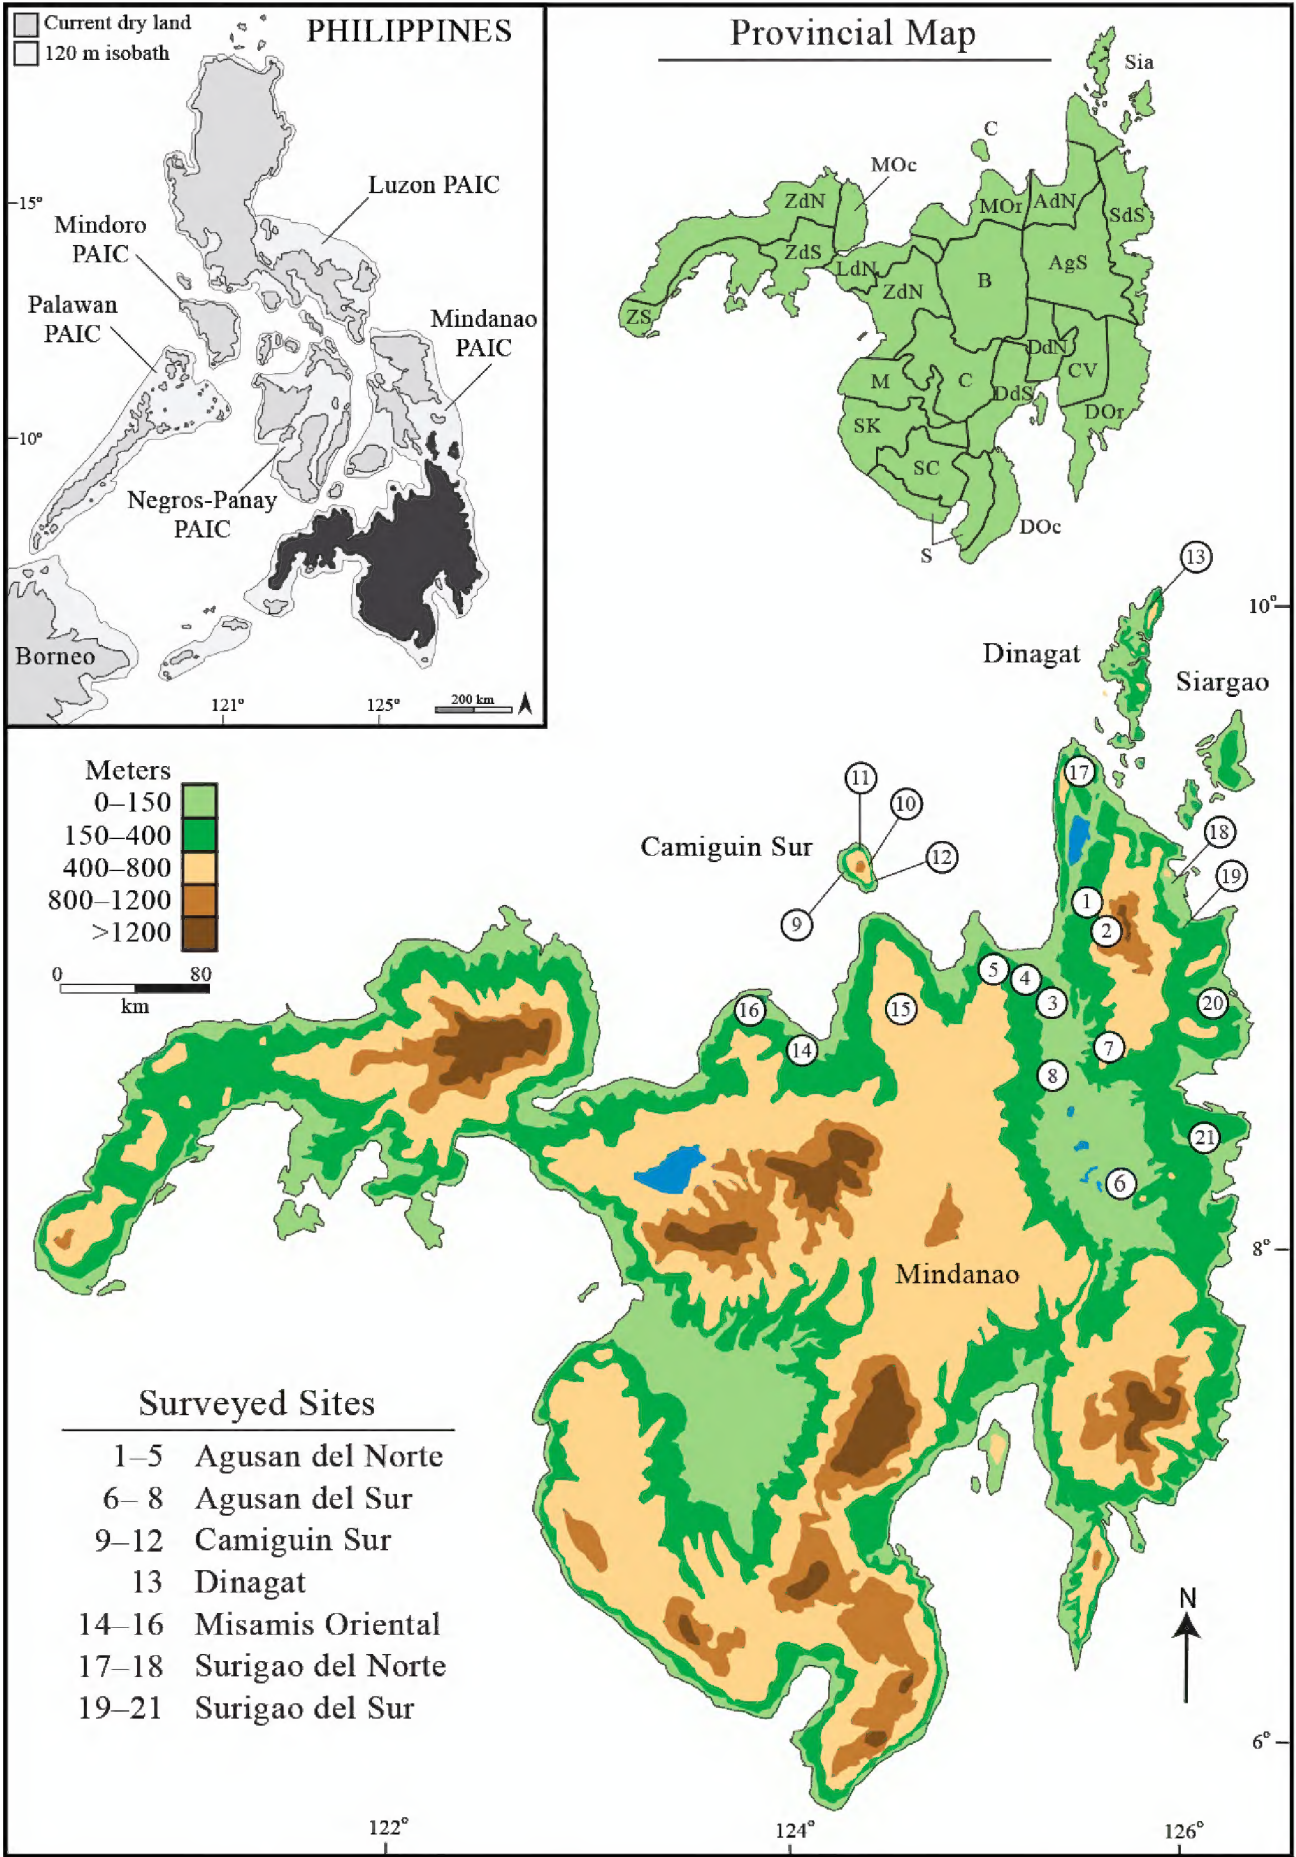 Current dry land
120 m isobath
PHILIPPINES
15°
10°
Luzon PAIC
Mindoro
PAIC
Palawan
PAIC
Mindanao
PAIC
Negros-Panay
PAIC
Borneo
121°
125°
200 km
Provincial Map
Sia
C
MOc
ZdN
MOr
AdN
SdS
ZdS
LdN
ZdN
B
AgS
ZS
DdN
M
C
DdS
CV
SK
DOr
SC
DOc
S
13
10°
Dinagat
Siargao
17
11
10
Camiguin Sur
12
9
18
19
1
2
5
4
3
20
16
15
14
7
8
21
6
Meters
0–150
150–400
400–800
800–1200
>1200
0
80
km
8°
Mindanao
Surveyed Sites
1–5 Agusan del Norte
6– 8 Agusan del Sur
9–12 Camiguin Sur
13 Dinagat
14–16 Misamis Oriental
17–18 Surigao del Norte
19–21 Surigao del Sur
N
6°
122°
124°
126°